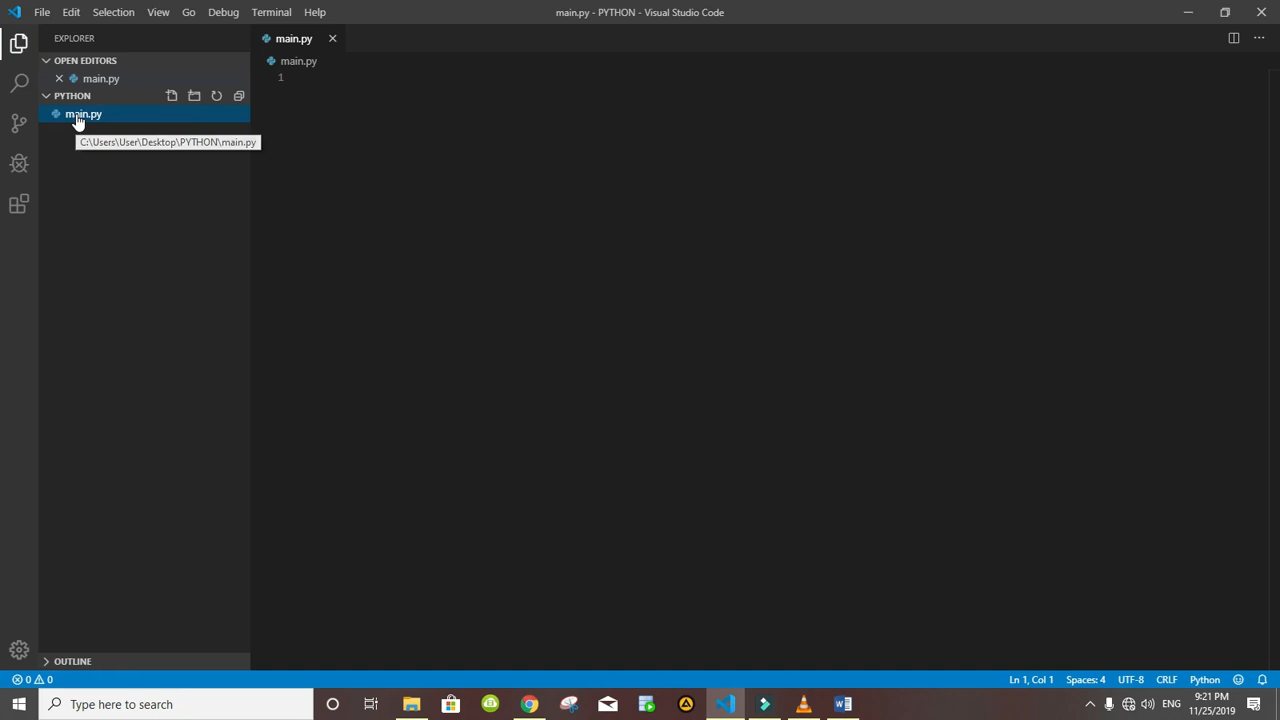 File Edit Selection View Go Debug Terminal Help main.py - PYTHON - Visual Studio Code
EXPLORER
OPEN EDITORS
main.py
PYTHON
main.py
C:\Users\User\Desktop\PYTHON\main.py
OUTLINE
main.py
main.py
1
0 0 Ln 1, Col 1 Spaces: 4 UTF-8 CRLF Python
Type here to search
ENG
9:21 PM
11/25/2019